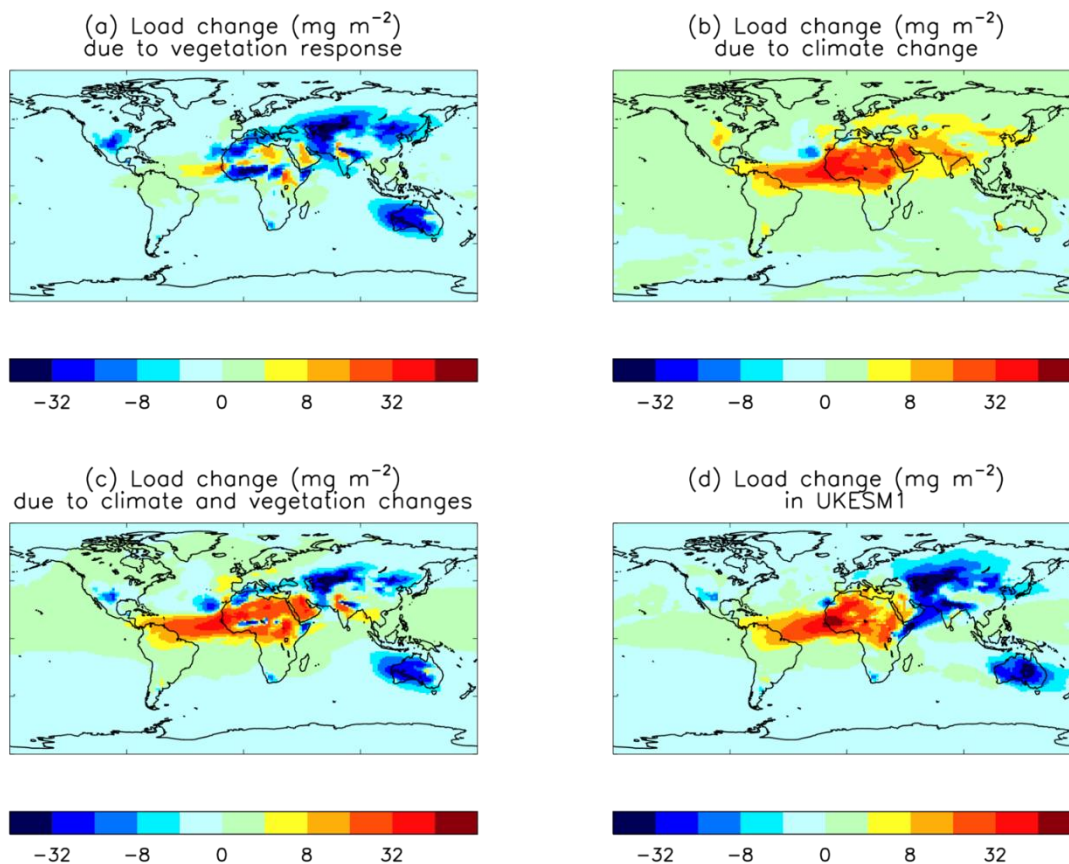 (a) Load change (mg m⁻²)
due to vegetation response
-32 -8 0 8 32
(b) Load change (mg m⁻²)
due to climate change
-32 -8 0 8 32
(c) Load change (mg m⁻²)
due to climate and vegetation changes
-32 -8 0 8 32
(d) Load change (mg m⁻²)
in UKESM1
-32 -8 0 8 32